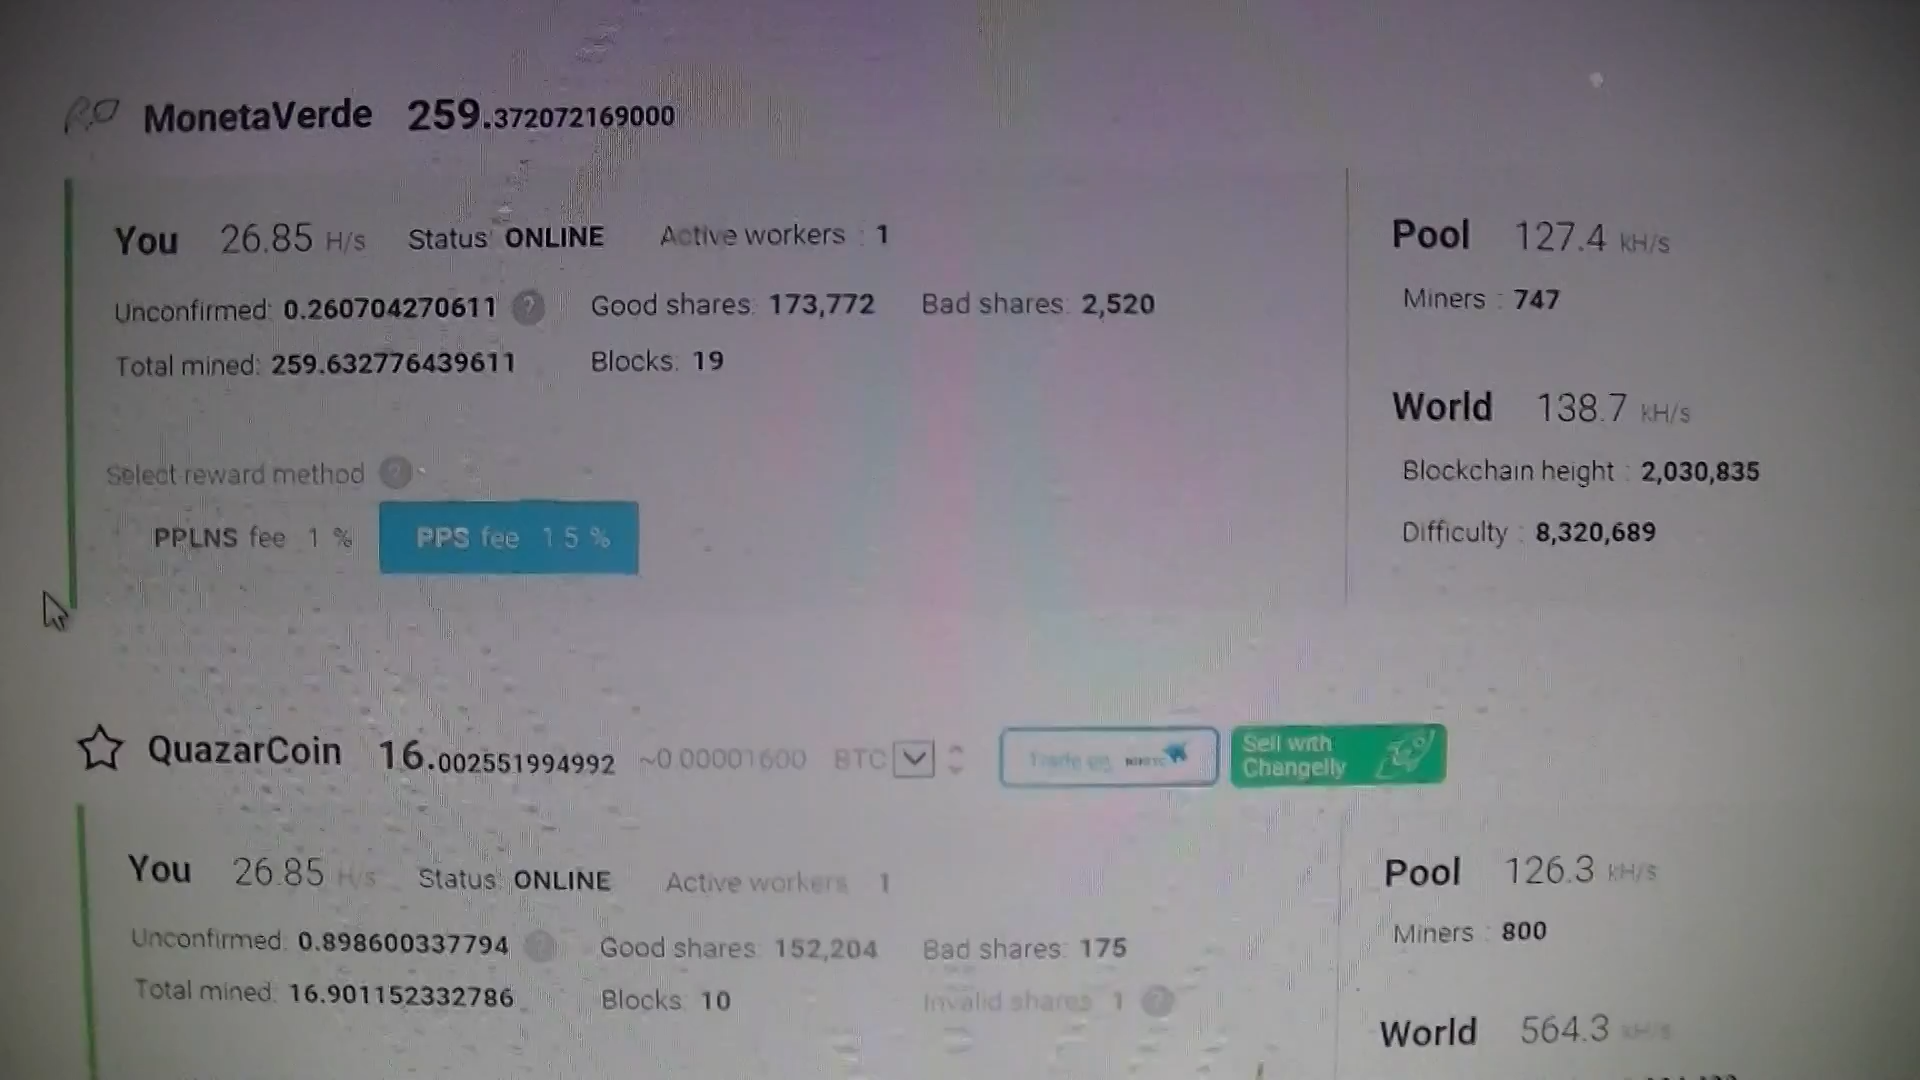 MonetaVerde 259.372072169000
You 26.85 H/s Status: ONLINE Active workers : 1
Unconfirmed: 0.260704270611 ? Good shares: 173,772 Bad shares: 2,520
Total mined: 259.632776439611 Blocks: 19
Select reward method ?
PPLNS fee 1 % PPS fee 1.5 %
Pool 127.4 kH/s
Miners : 747
World 138.7 kH/s
Blockchain height : 2,030,835
Difficulty : 8,320,689
QuazarCoin 16.002551994992 ~0.00001600 BTC
Trade on
Sell with
Changelly
You 26.85 H/s Status: ONLINE Active workers 1
Unconfirmed: 0.898600337794 ? Good shares: 152,204 Bad shares: 175
Total mined: 16.901152332786 Blocks: 10 Invalid shares: 1 ?
Pool 126.3 kH/s
Miners : 800
World 564.3 kH/s